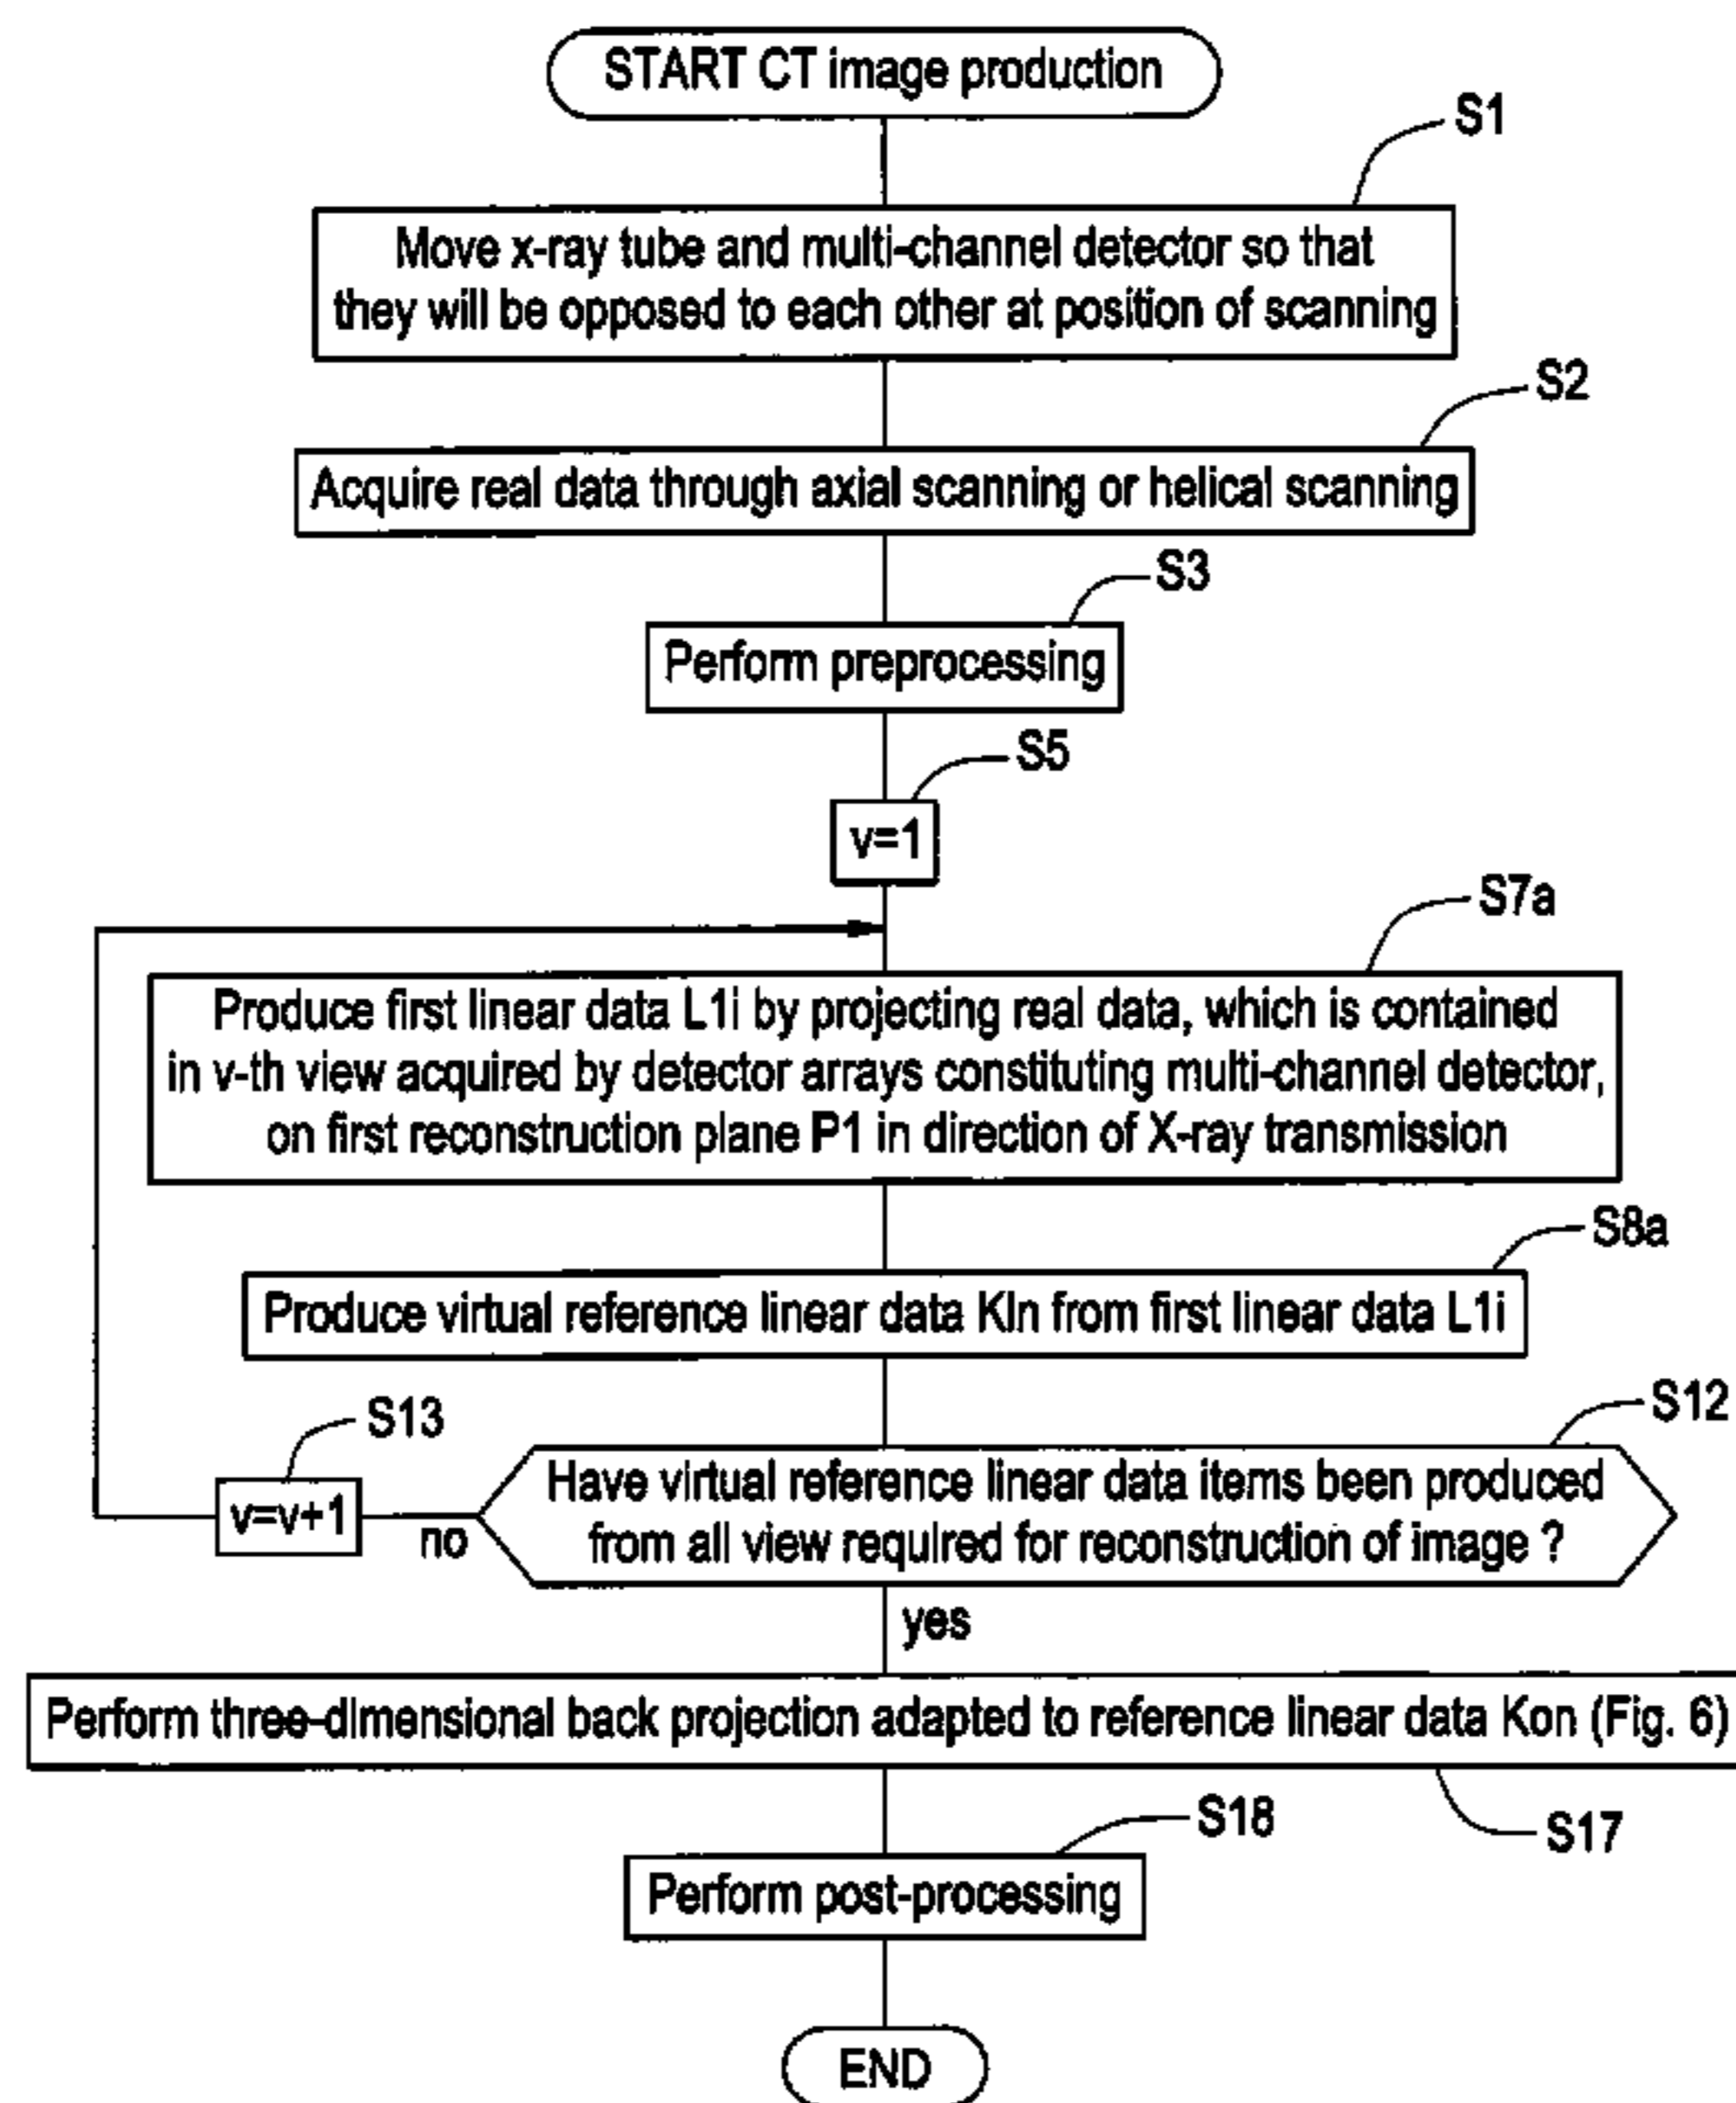 START CT image production
S1
Move x-ray tube and multi-channel detector so that
they will be opposed to each other at position of scanning
S2
Acquire real data through axial scanning or helical scanning
S3
Perform preprocessing
S5
v=1
S7a
Produce first linear data L1i by projecting real data, which is contained
in v-th view acquired by detector arrays constituting multi-channel detector,
on first reconstruction plane P1 in direction of X-ray transmission
S8a
Produce virtual reference linear data KIn from first linear data L1i
S12
S13
Have virtual reference linear data items been produced
from all view required for reconstruction of image ?
v=v+1
no
yes
Perform three-dimensional back projection adapted to reference linear data Kon (Fig. 6)
S17
S18
Perform post-processing
END